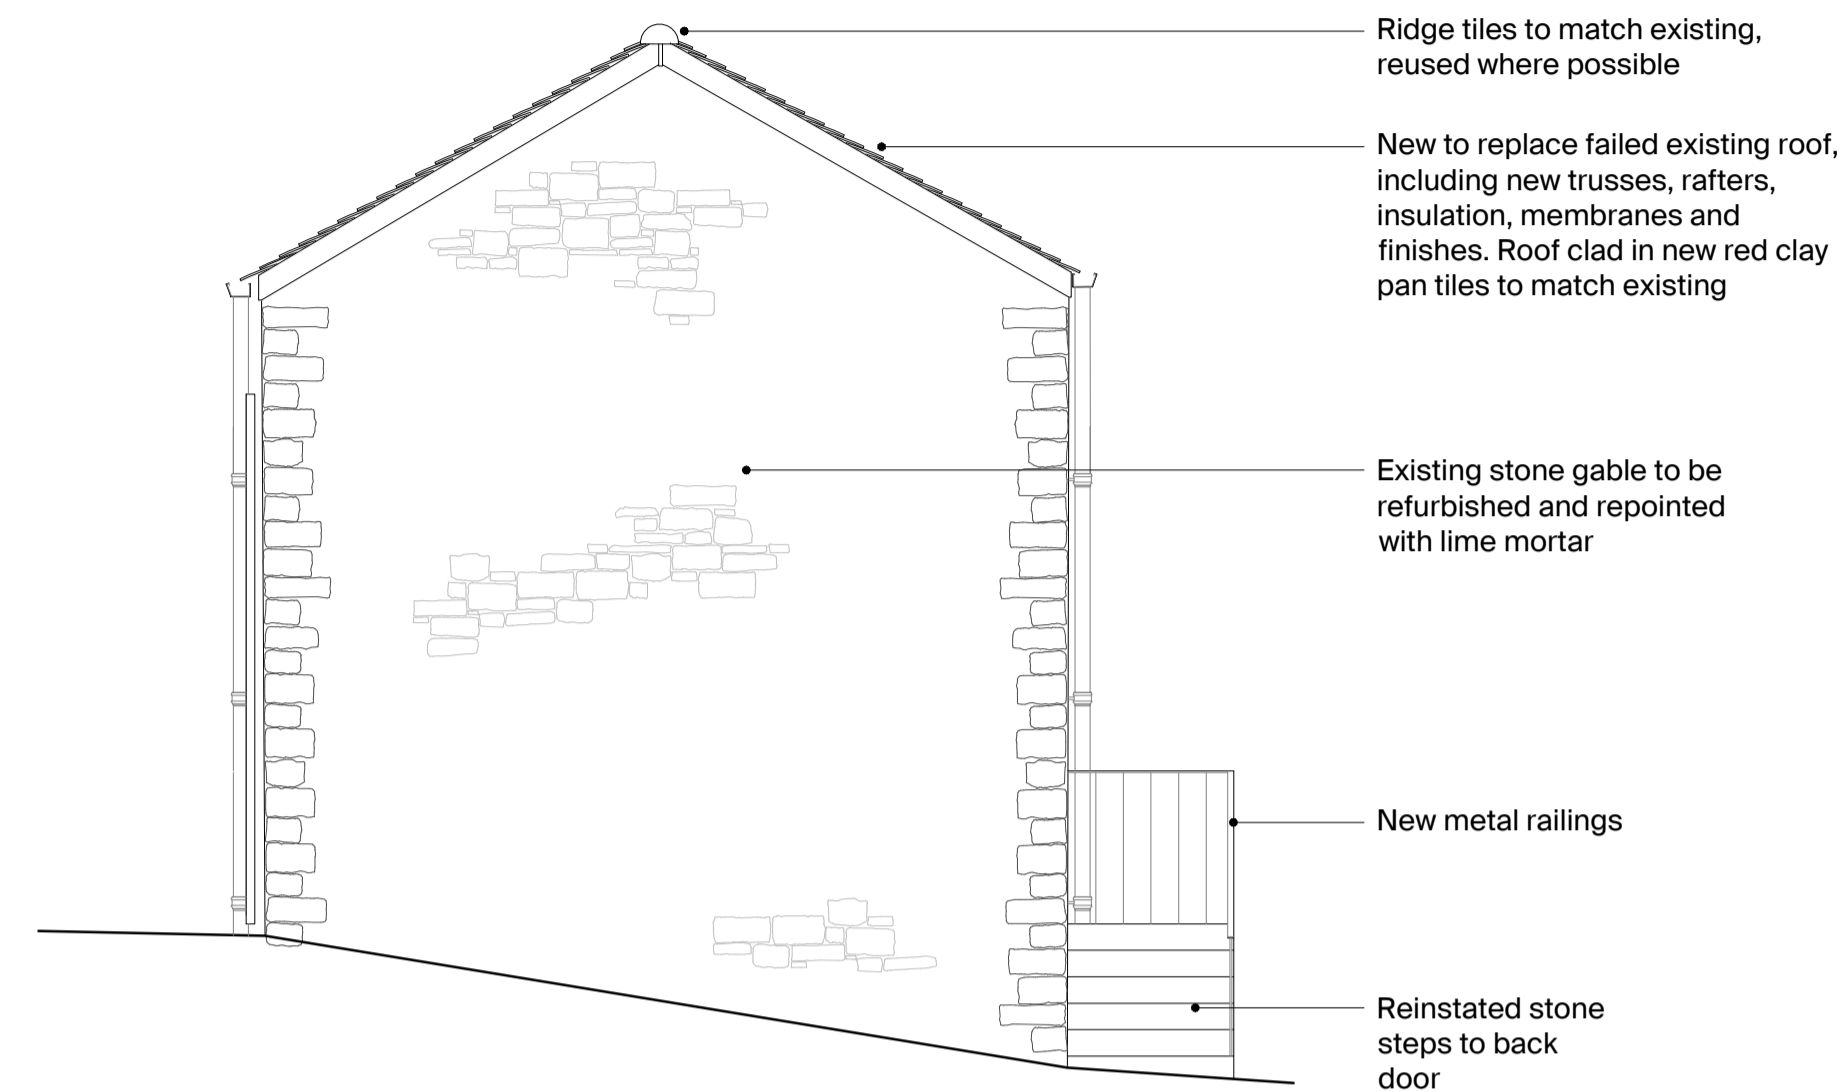 Ridge tiles to match existing,
reused where possible
New to replace failed existing roof,
including new trusses, rafters,
insulation, membranes and
finishes. Roof clad in new red clay
pan tiles to match existing
Existing stone gable to be
refurbished and repointed
with lime mortar
New metal railings
Reinstated stone
steps to back
door